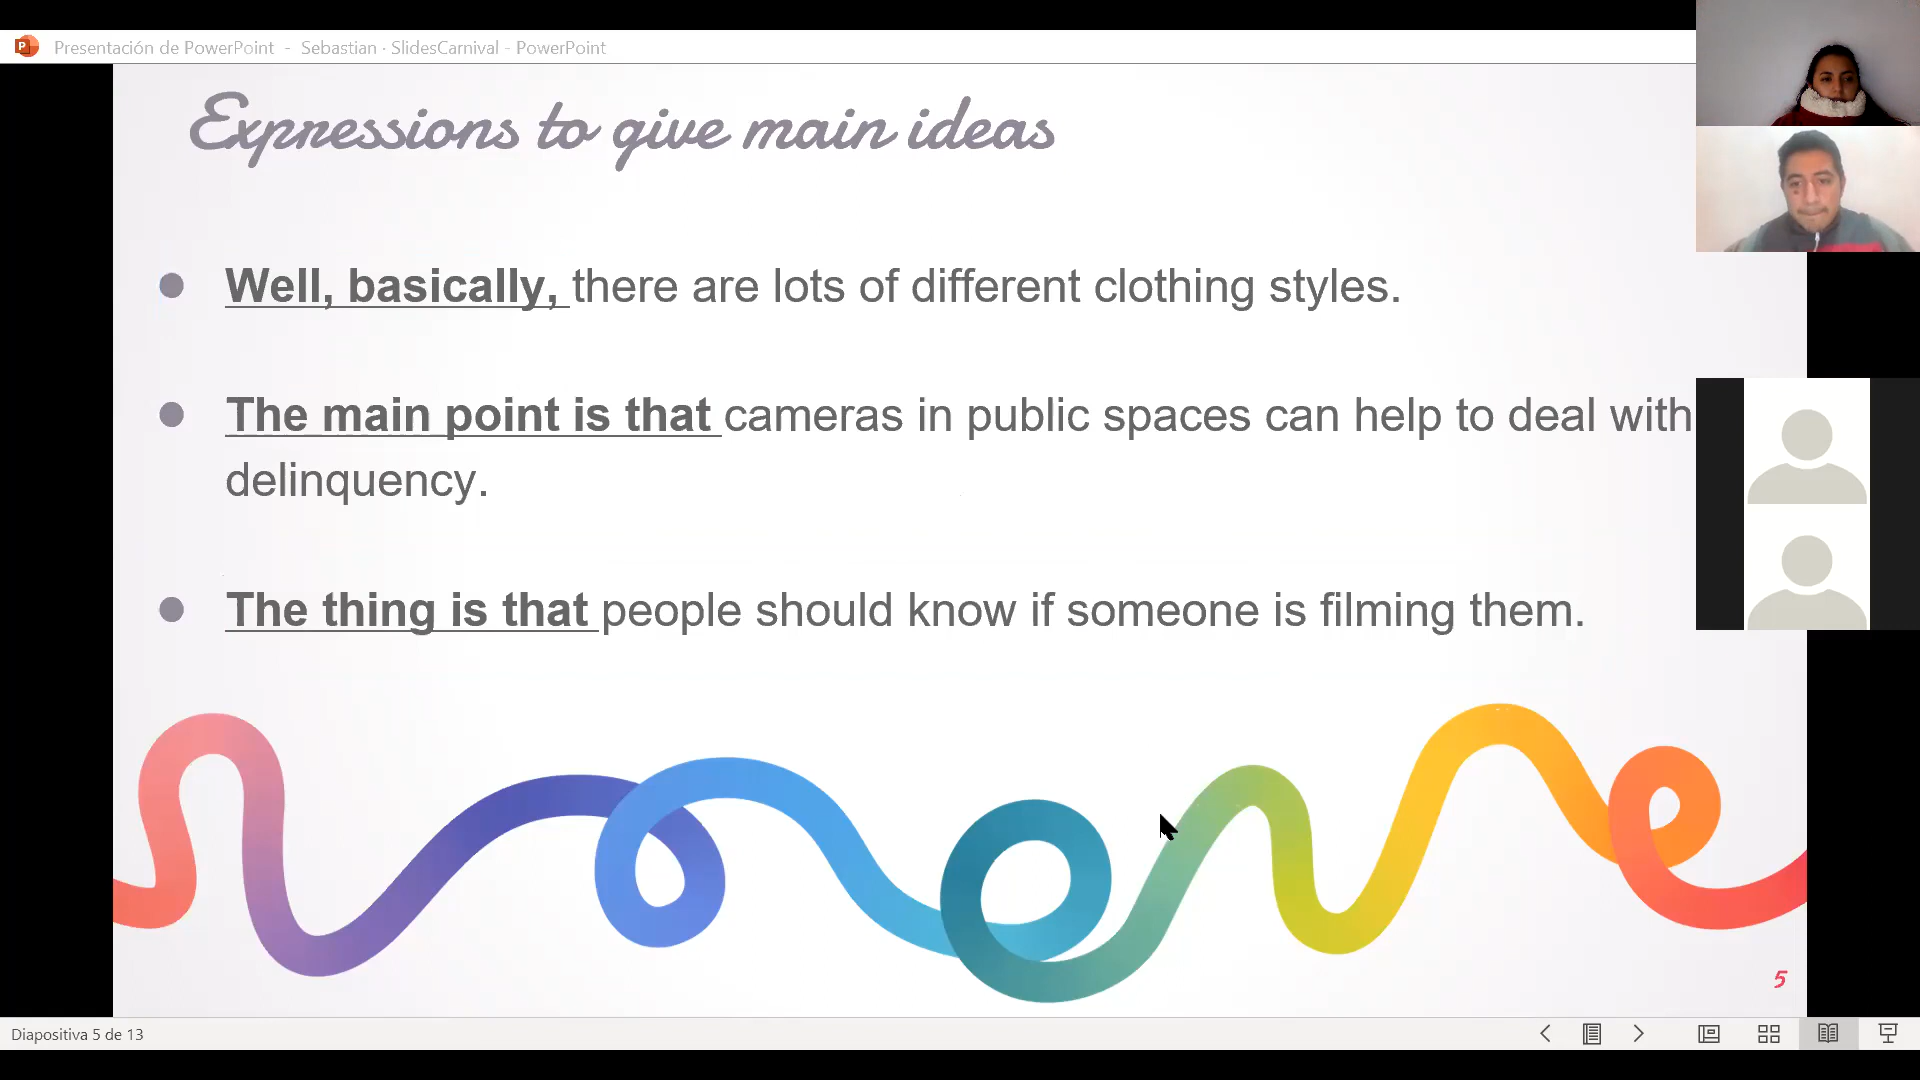 Presentación de PowerPoint - Sebastian · SlidesCarnival - PowerPoint
Expressions to give main ideas
Well, basically, there are lots of different clothing styles.
The main point is that cameras in public spaces can help to deal with
delinquency.
The thing is that people should know if someone is filming them.
5
Diapositiva 5 de 13